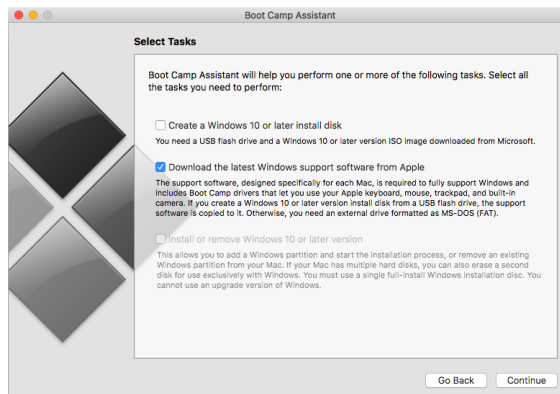 Boot Camp Assistant
Select Tasks
Boot Camp Assistant will help you perform one or more of the following tasks. Select all
the tasks you need to perform:
Create a Windows 10 or later install disk
You need a USB flash drive and a Windows 10 or later version ISO image downloaded from Microsoft.
Download the latest Windows support software from Apple
The support software, designed specifically for each Mac, is required to fully support Windows and
includes Boot Camp drivers that let you use your Apple keyboard, mouse, trackpad, and built-in
camera. If you create a Windows 10 or later version install disk from a USB flash drive, the support
software is copied to it. Otherwise, you need an external drive formatted as MS-DOS (FAT).
Install or remove Windows 10 or later version
This allows you to add a Windows partition and start the installation process, or remove an existing
Windows partition from your Mac. If your Mac has multiple hard disks, you can also erase a second
disk for use exclusively with Windows. You must use a single full-install Windows installation disc. You
cannot use an upgrade version of Windows.
Go Back Continue